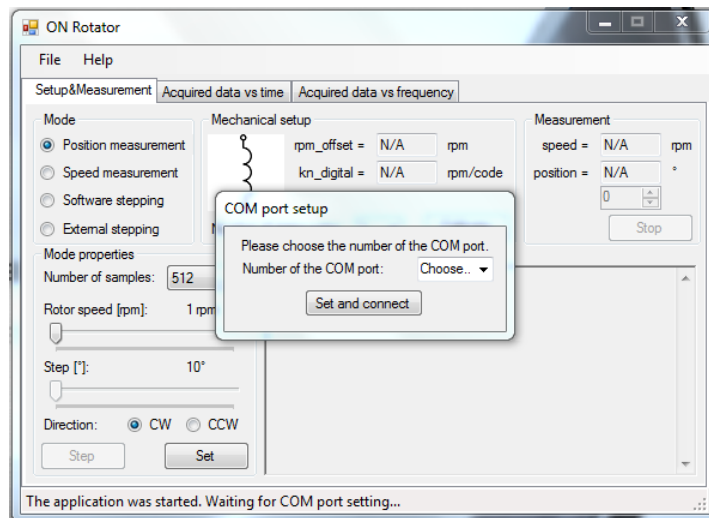 ON Rotator
File Help
Setup&Measurement Acquired data vs time Acquired data vs frequency
Mode
Position measurement
Speed measurement
Software stepping
External stepping
Mechanical setup
rpm_offset = N/A rpm
kn_digital = N/A rpm/code
Measurement
speed = N/A rpm
position = N/A °
0
Stop
COM port setup
Please choose the number of the COM port.
Number of the COM port: Choose..
Set and connect
Mode properties
Number of samples: 512
Rotor speed [rpm]: 1 rpm
Step [°]: 10°
Direction: CW CCW
Step Set
The application was started. Waiting for COM port setting...